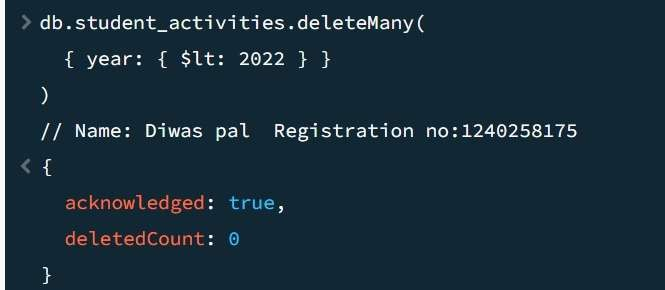 > db.student_activities.deleteMany(
{ year: { $lt: 2022 } }
)
// Name: Diwas pal  Registration no:1240258175
< {
acknowledged: true,
deletedCount: 0
}